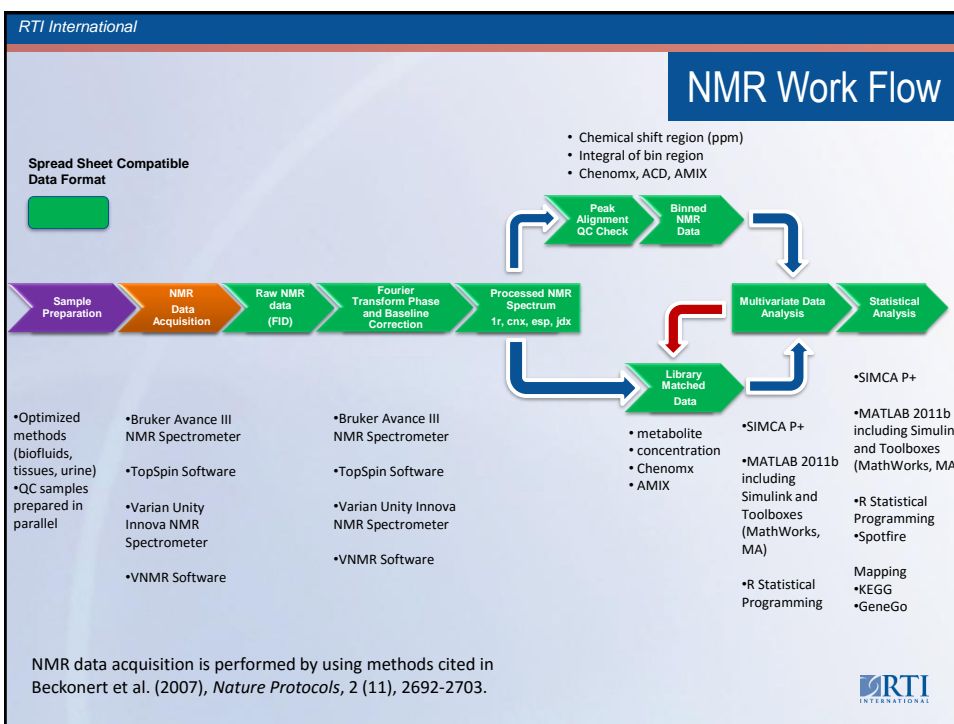 RTI International
NMR Work Flow
• Chemical shift region (ppm)
• Integral of bin region
• Chenomx, ACD, AMIX
Spread Sheet Compatible
Data Format
Peak
Alignment
QC Check
Binned
NMR
Data
Sample
Preparation
NMR
Data
Acquisition
Raw NMR
data
(FID)
Fourier
Transform Phase
and Baseline
Correction
Processed NMR
Spectrum
1r, cnx, esp, jdx
Multivariate Data
Analysis
Statistical
Analysis
Library
Matched
Data
•Optimized
methods
(biofluids,
tissues, urine)
•QC samples
prepared in
parallel
•Bruker Avance III
NMR Spectrometer
•TopSpin Software
•Varian Unity
Innova NMR
Spectrometer
•VNMR Software
•Bruker Avance III
NMR Spectrometer
•TopSpin Software
•Varian Unity Innova
NMR Spectrometer
•VNMR Software
• metabolite
• concentration
• Chenomx
• AMIX
•SIMCA P+
•MATLAB 2011b
including
Simulink and
Toolboxes
(MathWorks,
MA)
•R Statistical
Programming
•SIMCA P+
•MATLAB 2011b
including Simulin
and Toolboxes
(MathWorks, MA
•R Statistical
Programming
•Spotfire
Mapping
•KEGG
•GeneGo
NMR data acquisition is performed by using methods cited in
Beckonert et al. (2007), Nature Protocols, 2 (11), 2692-2703.
RTI
INTERNATIONAL